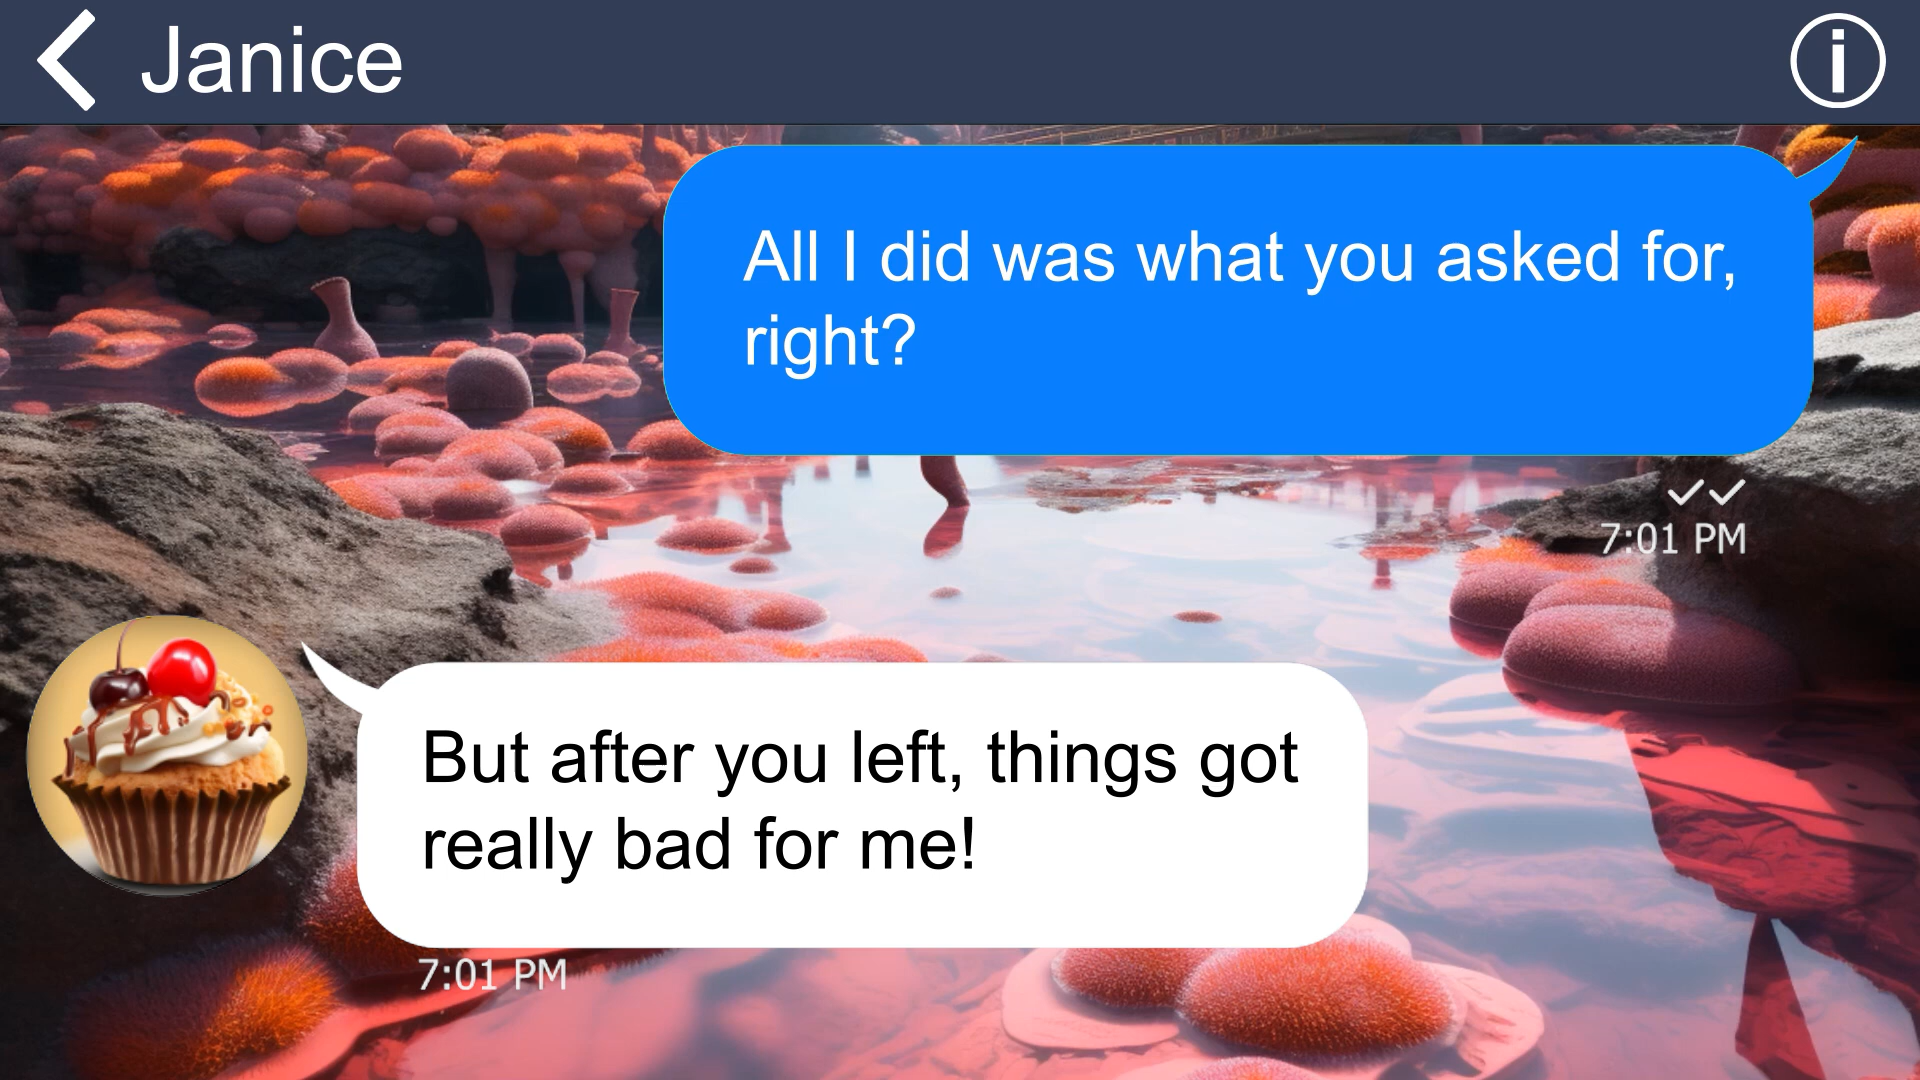 Janice
All I did was what you asked for,
right?
7:01 PM
But after you left, things got
really bad for me!
7:01 PM